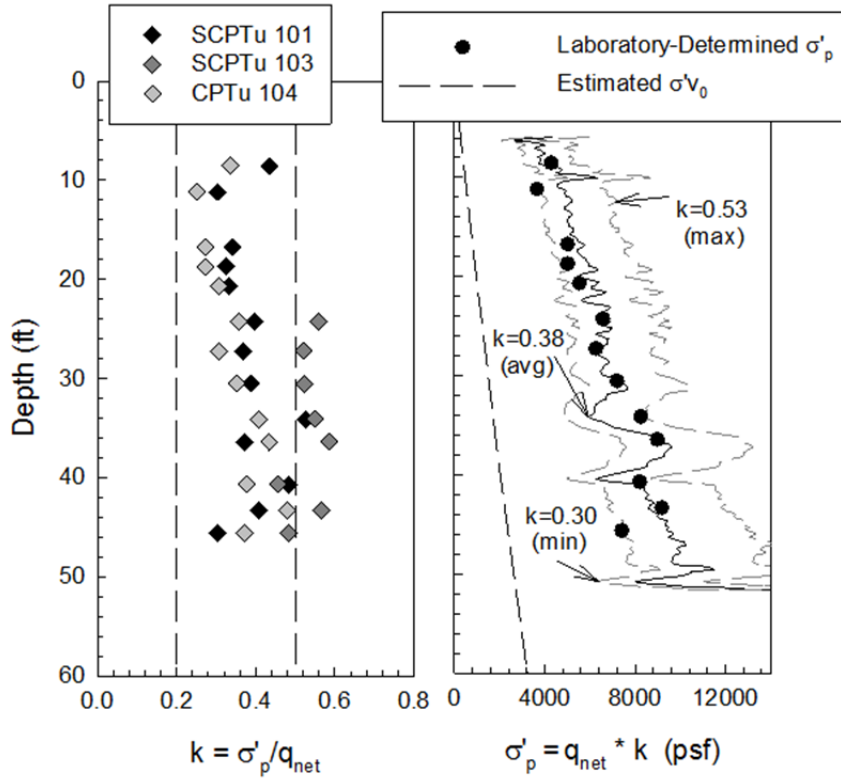 SCPTu 101
SCPTu 103
CPTu 104
Laboratory-Determined σ'p
Estimated σ'v0
0
10
20
30
40
50
60
Depth (ft)
0.0 0.2 0.4 0.6 0.8
k = σ'p/qnet
k=0.53
(max)
k=0.38
(avg)
k=0.30
(min)
0 4000 8000 12000
σ'p = qnet * k (psf)